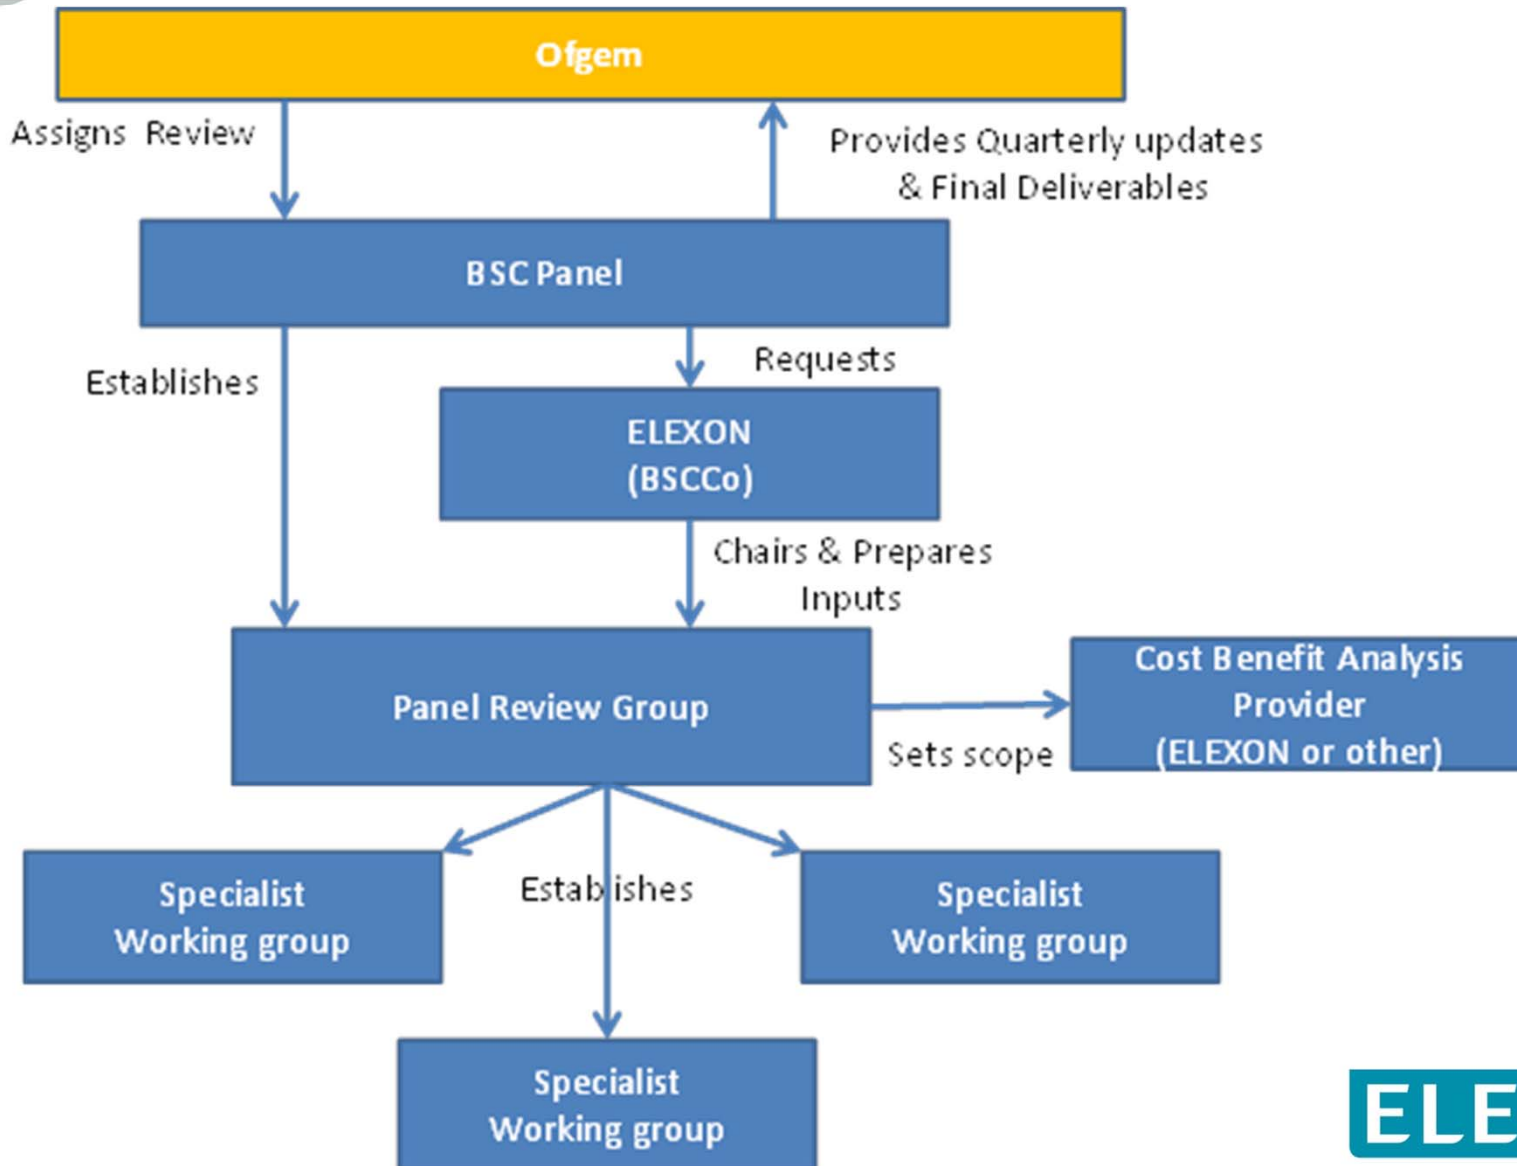 Ofgem
Assigns Review
Provides Quarterly updates
& Final Deliverables
BSC Panel
Establishes
Requests
ELEXON
(BSCCo)
Chairs & Prepares
Inputs
Panel Review Group
Cost Benefit Analysis
Provider
(ELEXON or other)
Sets scope
Specialist
Working group
Establishes
Specialist
Working group
Specialist
Working group
ELE